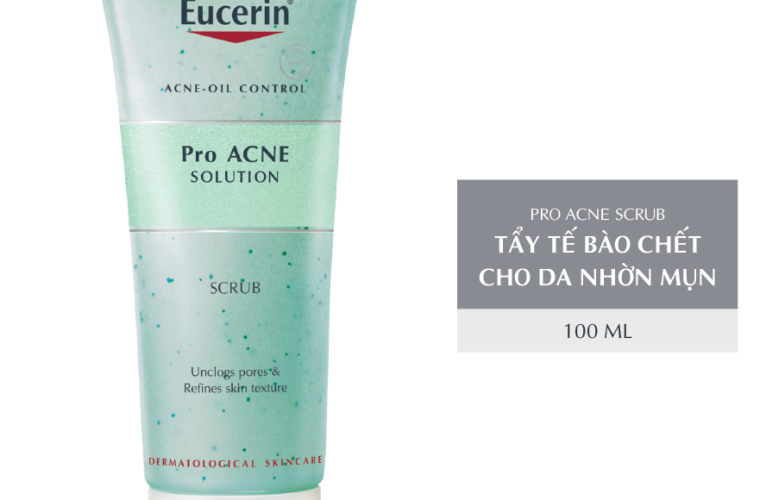 Eucerin®
ACNE-OIL CONTROL
Pro ACNE
SOLUTION
SCRUB
Unclogs pores &
Refines skin texture
DERMATOLOGICAL SKINCARE
PRO ACNE SCRUB
TẨY TẾ BÀO CHẾT
CHO DA NHỜN MỤN
100 ML